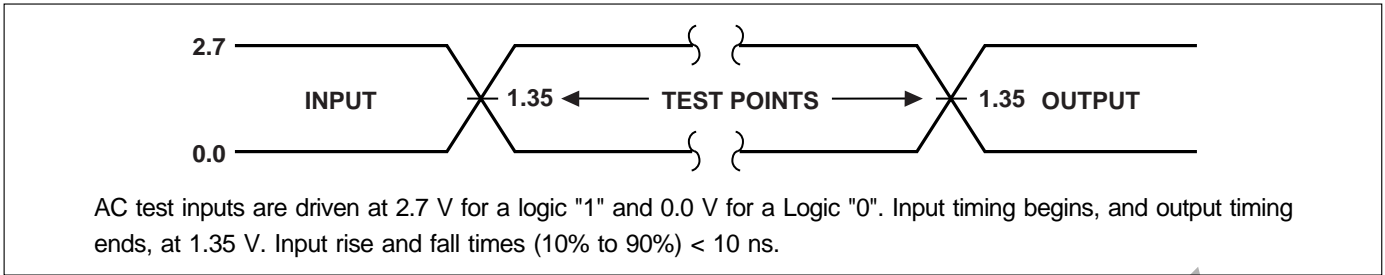 2.7
INPUT 1.35 TEST POINTS 1.35 OUTPUT
0.0
AC test inputs are driven at 2.7 V for a logic "1" and 0.0 V for a Logic "0". Input timing begins, and output timing
ends, at 1.35 V. Input rise and fall times (10% to 90%) < 10 ns.